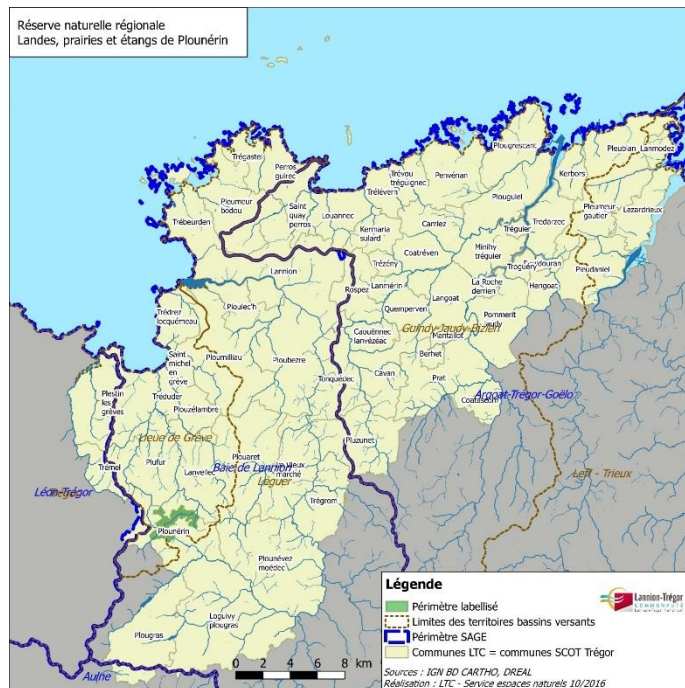 Réserve naturelle régionale
Landes, prairies et étangs de Plounérin
Trégastel
Perros
guirec
Pleumeur
bodou
Trébeurden
Saint
quay
perros
Louannec
Trévou
tréguignec
Trélévern
Penvénan
Plougrescant
Kermaria
sulard
Camlez
Plouguiel
Kerbors
Pleubian
Lanmodez
Pleumeur
gautier
Lézardrieux
Trédarzec
Tréguier
Minihy
tréguier
Coatréven
Trézény
Troguéry
Pouldouran
Hengoat
Pleudaniel
La Roche
derrien
Lannion
Rospez
Lanmérin
Langoat
Quemperven
Pommerit
jaudy
Guindy-Jaudy-Bizien
Mantallot
Caouënnec
lanvézéac
Berhet
Prat
Cavan
Coatascorn
Argoat-Trégor-Goëlo
Ploulec'h
Trédrez
locquémeau
Saint
michel
en
grève
Ploumilliau
Ploubezre
Tonquédec
Pluzunet
Plestin
les
grèves
Tréduder
Plouzélambre
Lieue de Grève
Plufur
Trémel
Lanvellec
Plouaret
Baie de Lannion
Le Vieux
marché
Léguer
Trégrom
Leff - Trieux
Léon-Trégor
Plounérin
Plounévez
moëdec
Loguivy
plougras
Plougras
Aulne
0 2 4 6 8 km
Légende
Périmètre labellisé
Limites des territoires bassins versants
Périmètre SAGE
Communes LTC = communes SCOT Trégor
Lannion-Trégor
COMMUNAUTÉ
Sources : IGN BD CARTHO, DREAL
Réalisation : LTC - Service espaces naturels 10/2016